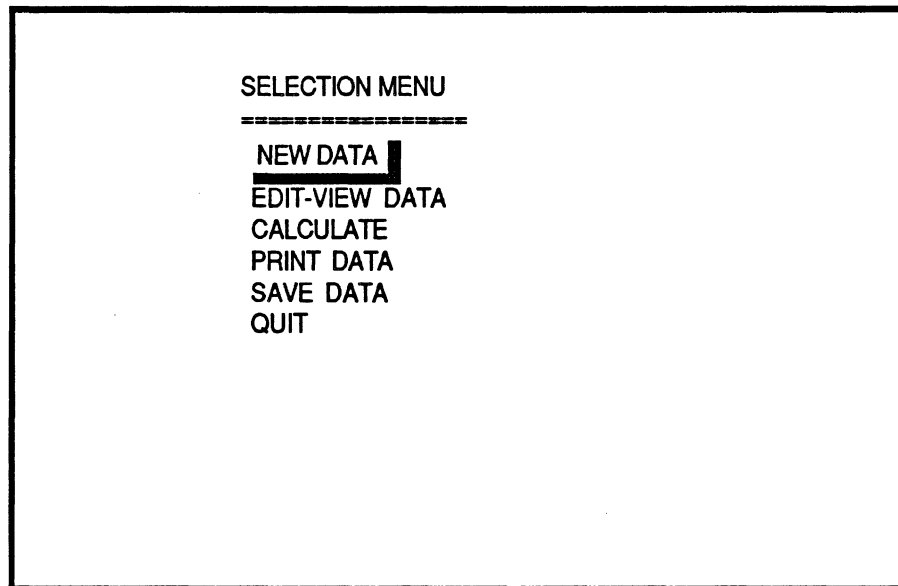 SELECTION MENU
=================
NEW DATA
EDIT-VIEW DATA
CALCULATE
PRINT DATA
SAVE DATA
QUIT